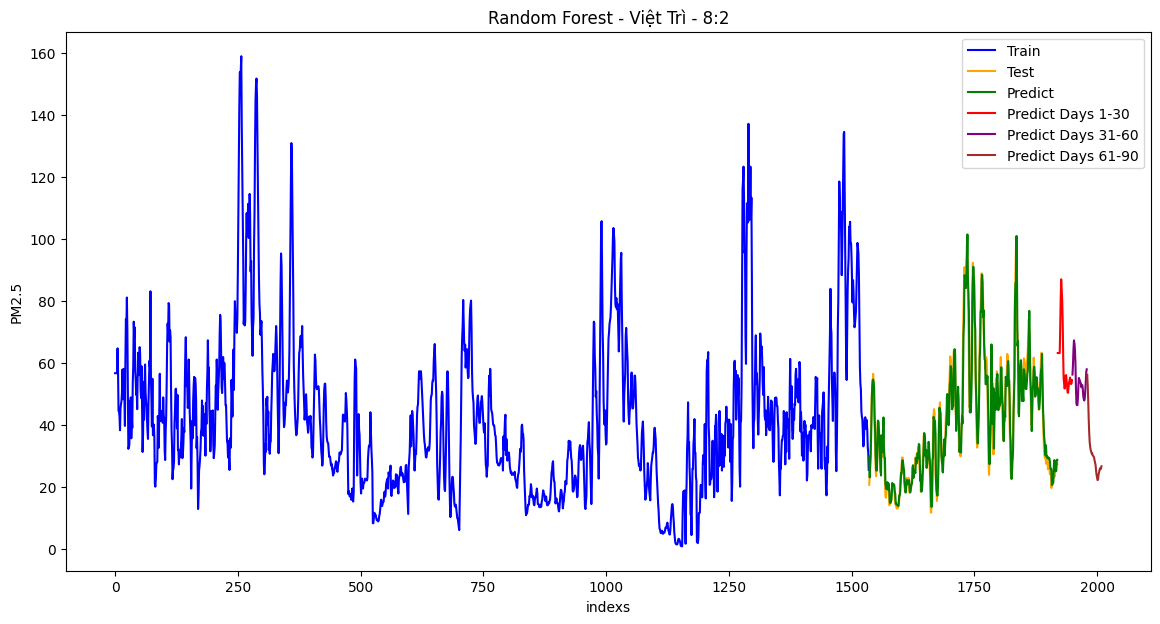 Random Forest - Việt Trì - 8:2
160
140
120
100
80
60
40
20
0
PM2.5
Train
Test
Predict
Predict Days 1-30
Predict Days 31-60
Predict Days 61-90
0 250 500 750 1000 1250 1500 1750 2000
indexs